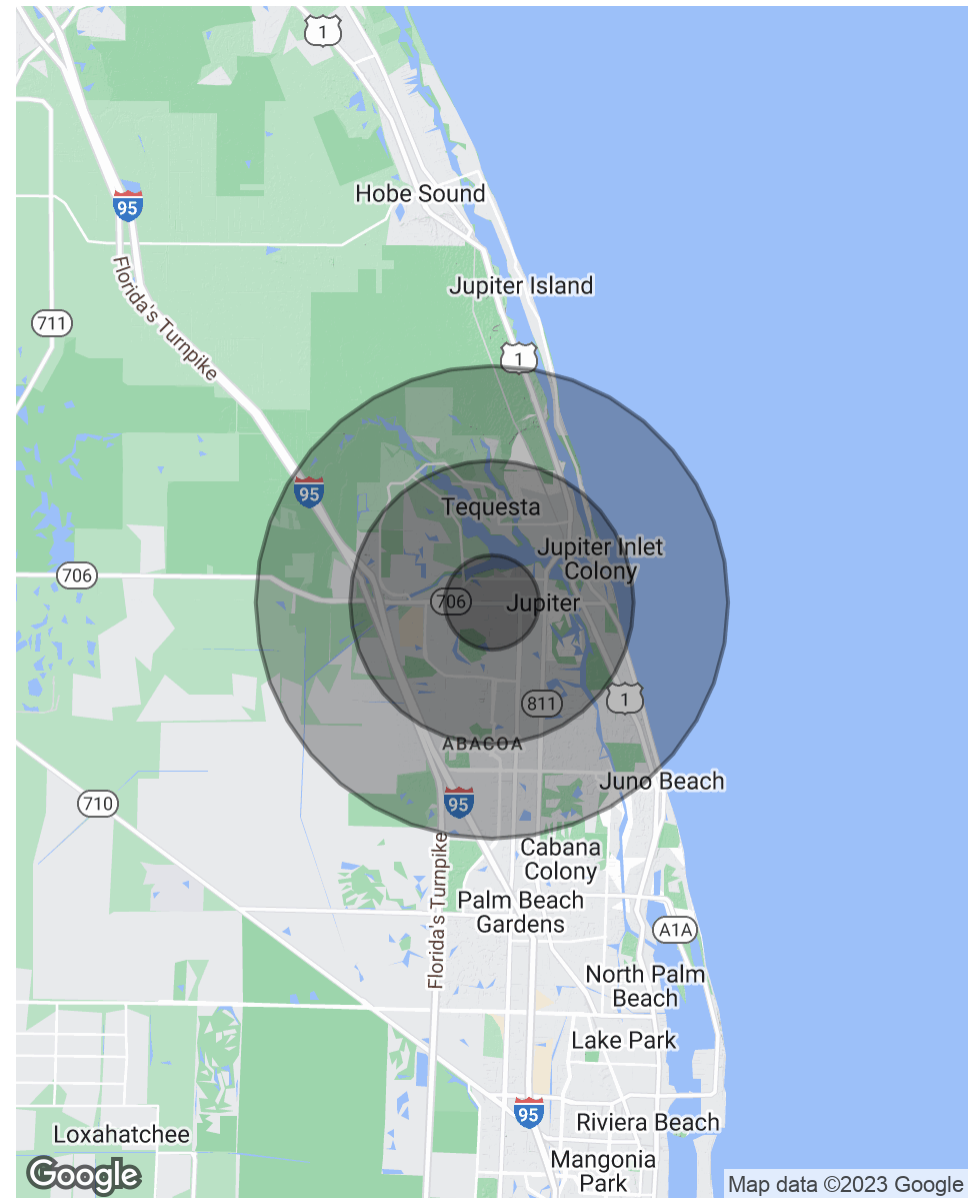 1
Hobe Sound
95
Jupiter Island
Florida's Turnpike
711
1
95
Tequesta
Jupiter Inlet
Colony
706
706
Jupiter
1
811
ABACOA
Juno Beach
710
95
Cabana
Colony
Florida's Turnpike
Palm Beach
Gardens
A1A
North Palm
Beach
Lake Park
95
Riviera Beach
Loxahatchee
Mangonia
Park
Google
Map data ©2023 Google